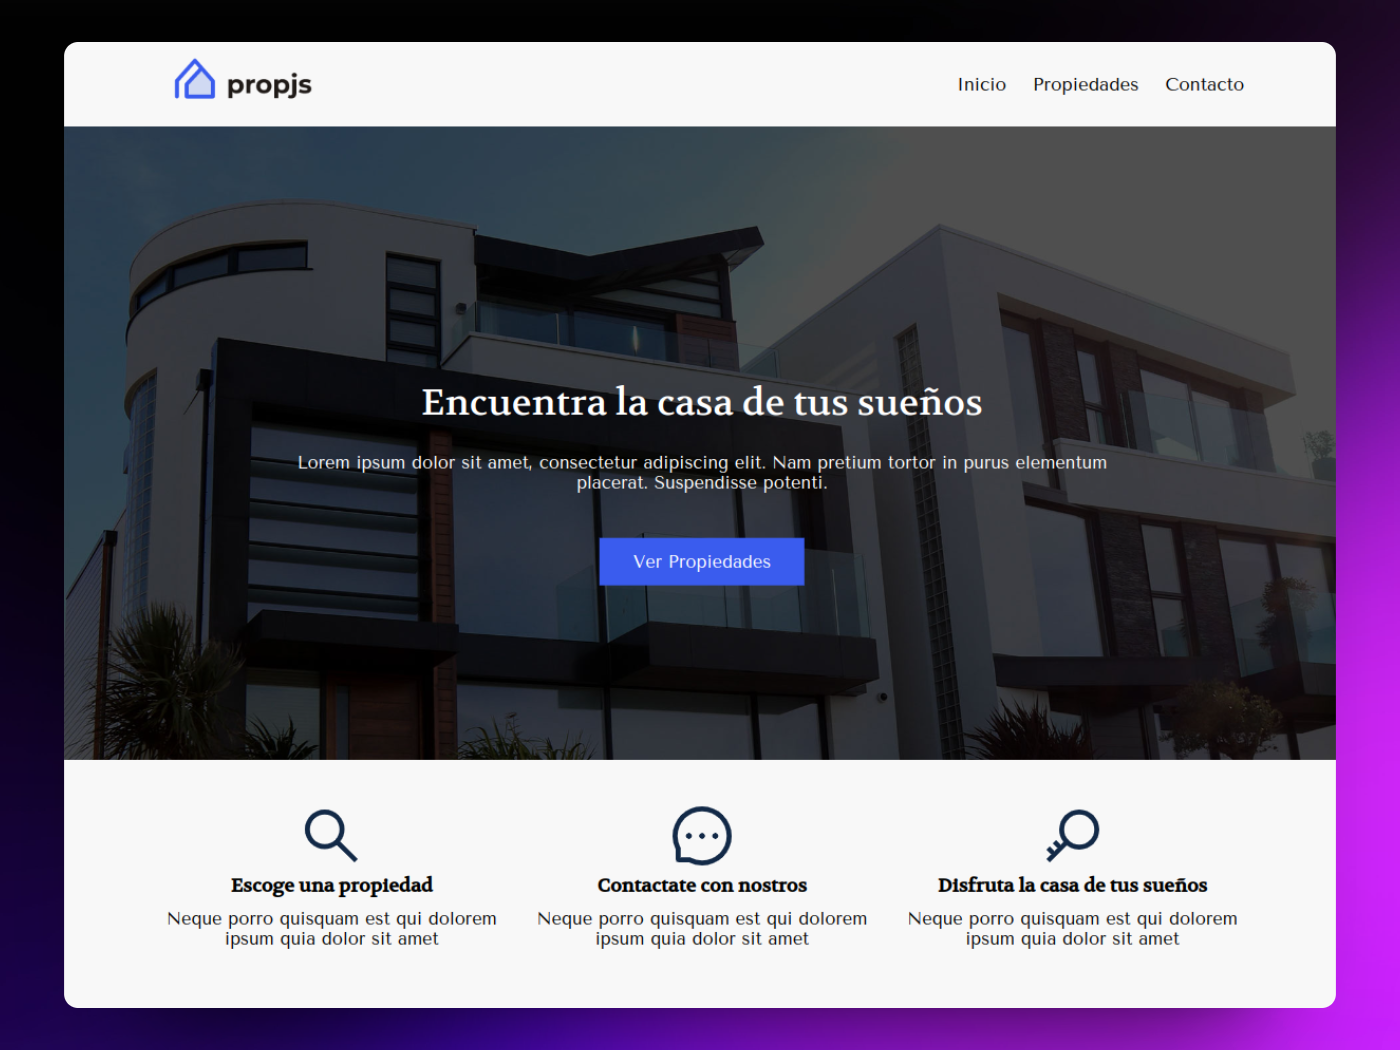 propjs
Inicio Propiedades Contacto
Encuentra la casa de tus sueños
Lorem ipsum dolor sit amet, consectetur adipiscing elit. Nam pretium tortor in purus elementum
placerat. Suspendisse potenti.
Ver Propiedades
Escoge una propiedad
Neque porro quisquam est qui dolorem
ipsum quia dolor sit amet
Contactate con nostros
Neque porro quisquam est qui dolorem
ipsum quia dolor sit amet
Disfruta la casa de tus sueños
Neque porro quisquam est qui dolorem
ipsum quia dolor sit amet